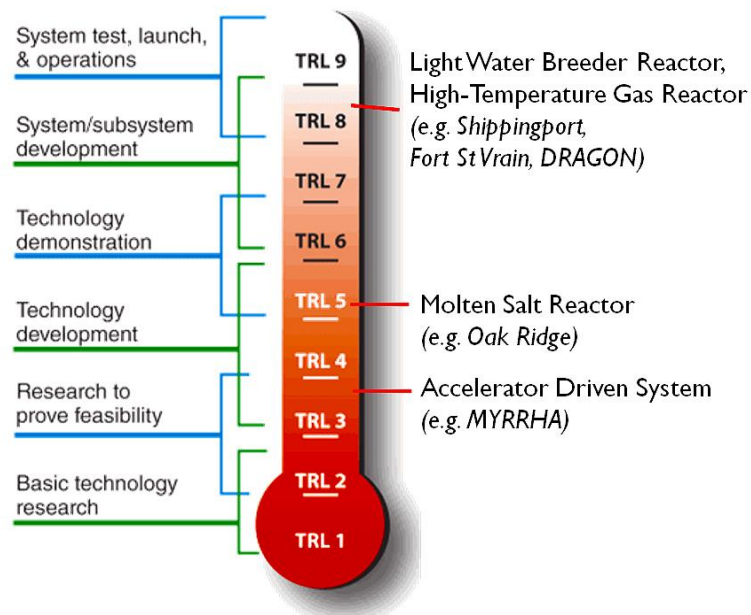 System test, launch,
& operations
System/subsystem
development
Technology
demonstration
Technology
development
Research to
prove feasibility
Basic technology
research
TRL 9
TRL 8
TRL 7
TRL 6
TRL 5
TRL 4
TRL 3
TRL 2
TRL 1
Light Water Breeder Reactor,
High-Temperature Gas Reactor
(e.g. Shippingport,
Fort St Vrain, DRAGON)
Molten Salt Reactor
(e.g. Oak Ridge)
Accelerator Driven System
(e.g. MYRRHA)